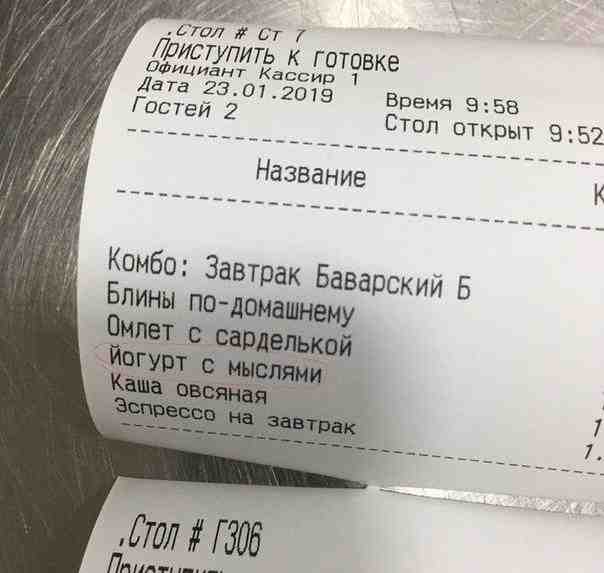 .Стол # Ст 7
Приступить к готовке
Официант Кассир 1
Дата 23.01.2019 Время 9:58
Гостей 2 Стол открыт 9:52
Название
Комбо: Завтрак Баварский Б
Блины по-домашнему
Омлет с сарделькой
Йогурт с мыслями
Каша овсяная
Эспрессо на завтрак
.Стол # Г306